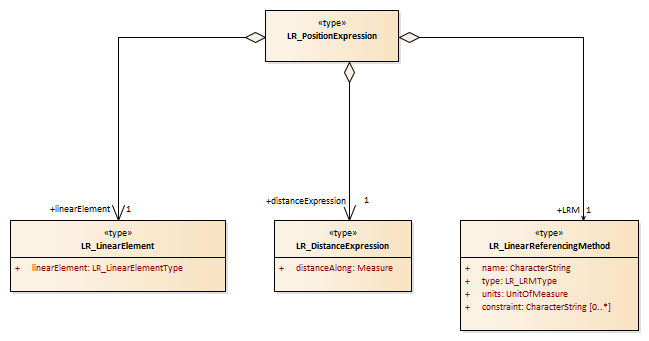 «type»
LR_PositionExpression
+linearElement 1
+distanceExpression 1
+LRM 1
«type»
LR_LinearElement
+ linearElement: LR_LinearElementType
«type»
LR_DistanceExpression
+ distanceAlong: Measure
«type»
LR_LinearReferencingMethod
+ name: CharacterString
+ type: LR_LRMType
+ units: UnitOfMeasure
+ constraint: CharacterString [0..*]